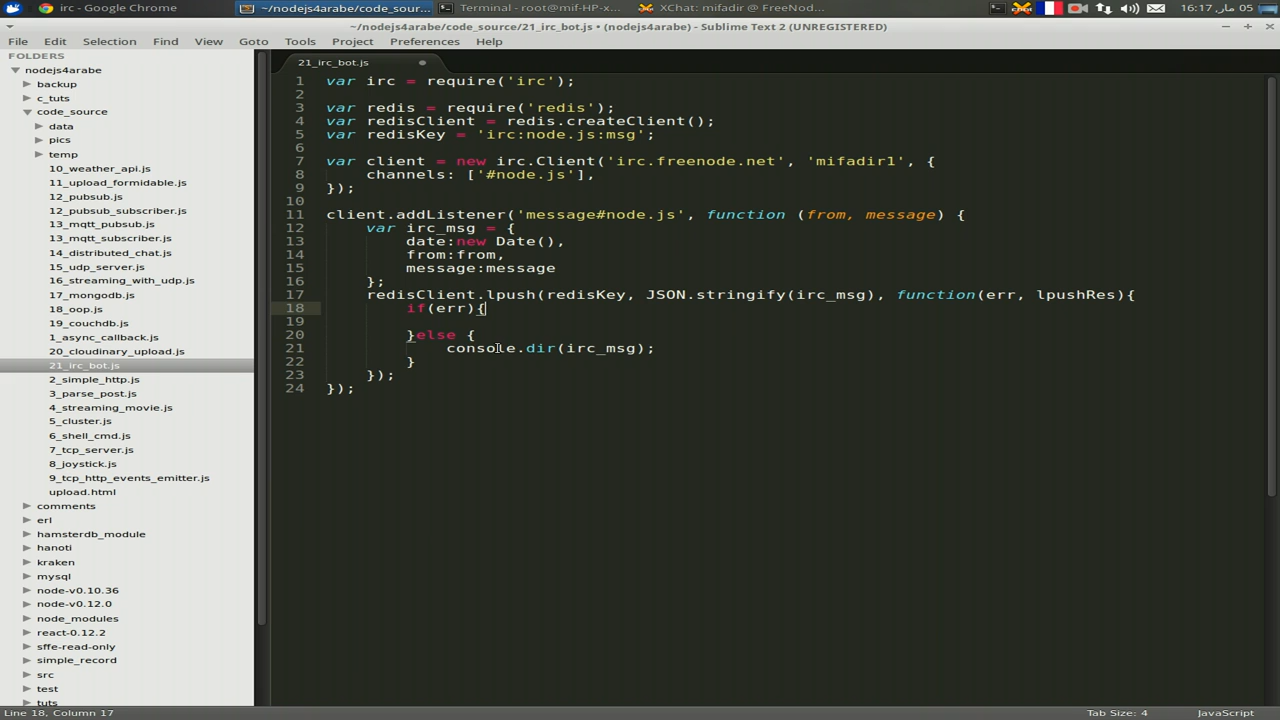 irc - Google Chrome
~/nodejs4arabe/code_sour...
Terminal - root@mif-HP-x...
XChat: mifadir @ FreeNod...
16:17 ,مار 05
~/nodejs4arabe/code_source/21_irc_bot.js • (nodejs4arabe) - Sublime Text 2 (UNREGISTERED)
File Edit Selection Find View Goto Tools Project Preferences Help
FOLDERS
nodejs4arabe
backup
c_tuts
code_source
data
pics
temp
10_weather_api.js
11_upload_formidable.js
12_pubsub.js
12_pubsub_subscriber.js
13_mqtt_pubsub.js
13_mqtt_subscriber.js
14_distributed_chat.js
15_udp_server.js
16_streaming_with_udp.js
17_mongodb.js
18_oop.js
19_couchdb.js
1_async_callback.js
20_cloudinary_upload.js
21_irc_bot.js
2_simple_http.js
3_parse_post.js
4_streaming_movie.js
5_cluster.js
6_shell_cmd.js
7_tcp_server.js
8_joystick.js
9_tcp_http_events_emitter.js
upload.html
comments
erl
hamsterdb_module
hanoti
kraken
mysql
node-v0.10.36
node-v0.12.0
node_modules
react-0.12.2
sffe-read-only
simple_record
src
test
tuts
21_irc_bot.js
1 var irc = require('irc');
2
3 var redis = require('redis');
4 var redisClient = redis.createClient();
5 var redisKey = 'irc:node.js:msg';
6
7 var client = new irc.Client('irc.freenode.net', 'mifadir1', {
8 channels: ['#node.js'],
9 });
10
11 client.addListener('message#node.js', function (from, message) {
12 var irc_msg = {
13 date:new Date(),
14 from:from,
15 message:message
16 };
17 redisClient.lpush(redisKey, JSON.stringify(irc_msg), function(err, lpushRes){
18 if(err){
19
20 }else {
21 console.dir(irc_msg);
22 }
23 });
24 });
Line 18, Column 17
Tab Size: 4
JavaScript